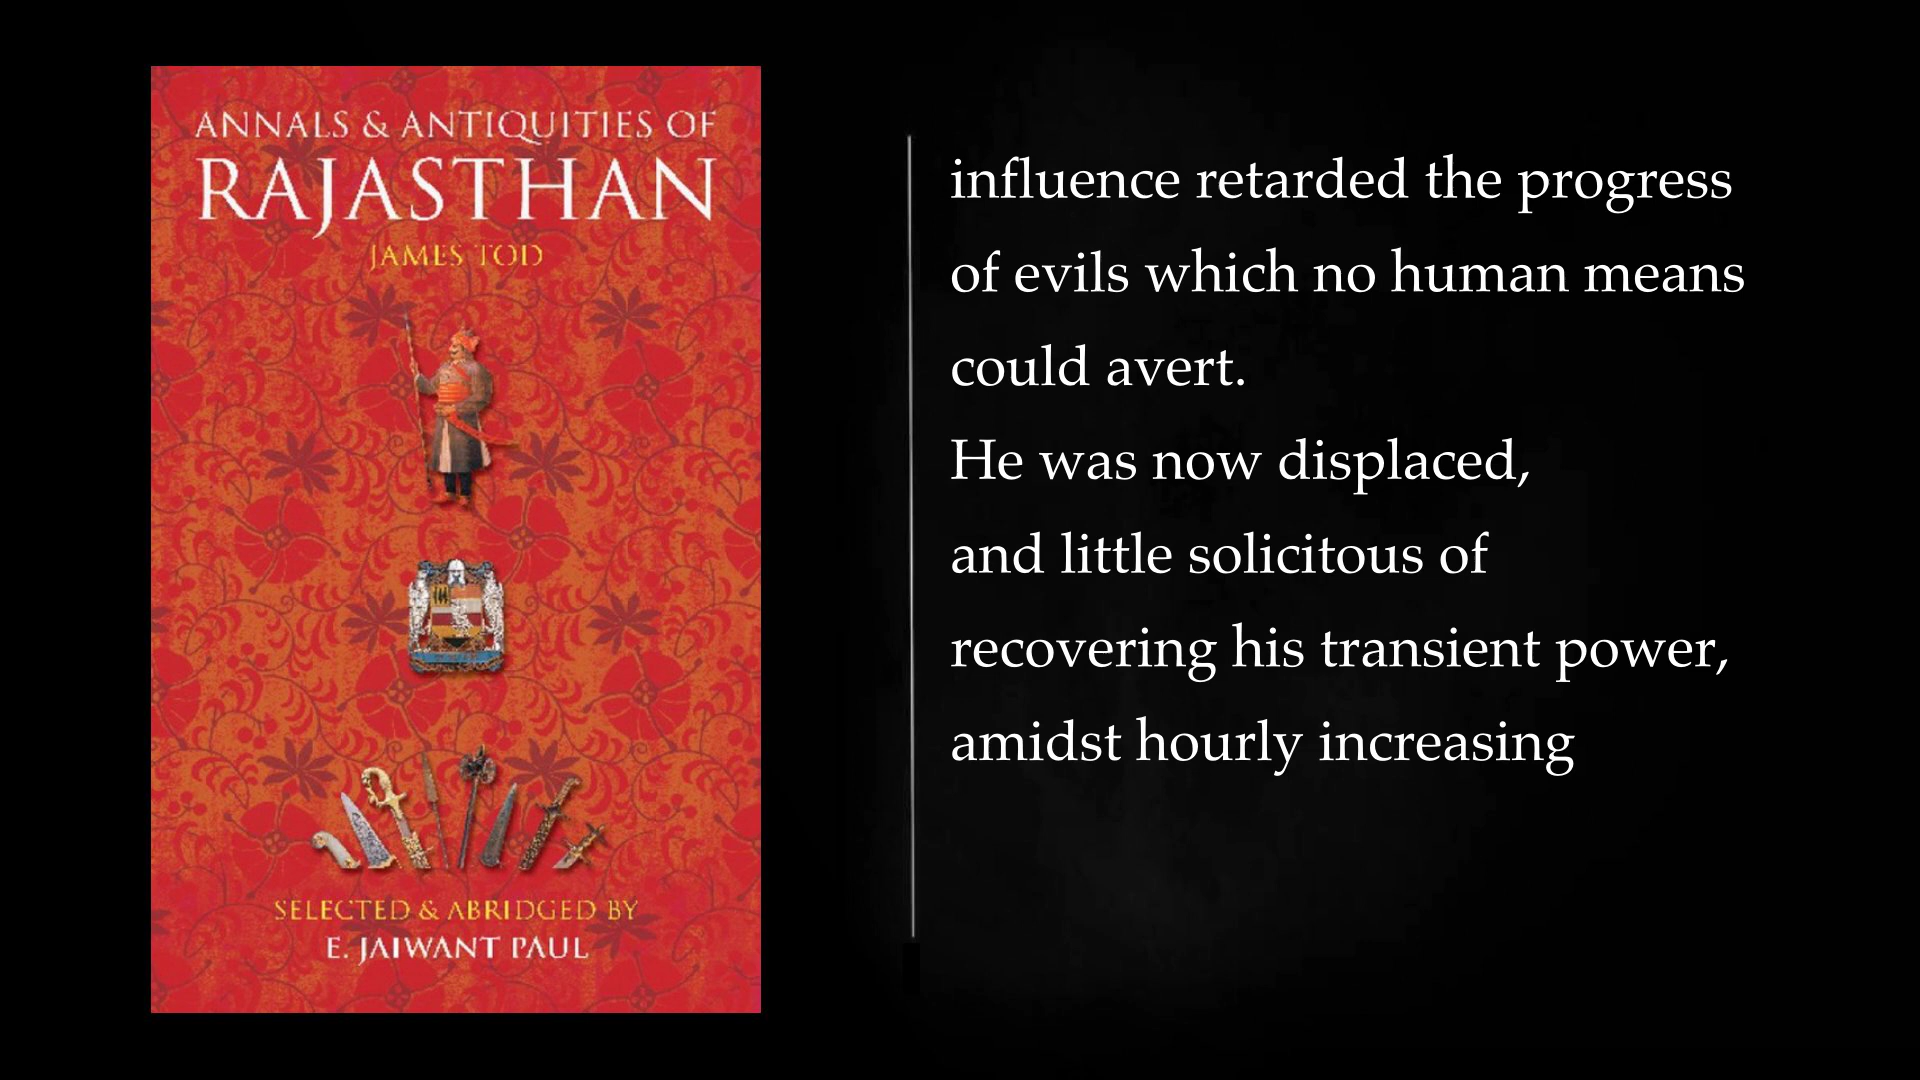 ANNALS & ANTIQUITIES OF
RAJASTHAN
JAMES TOD
SELECTED & ABRIDGED BY
E. JAIWANT PAUL
influence retarded the progress
of evils which no human means
could avert.
He was now displaced,
and little solicitous of
recovering his transient power,
amidst hourly increasing